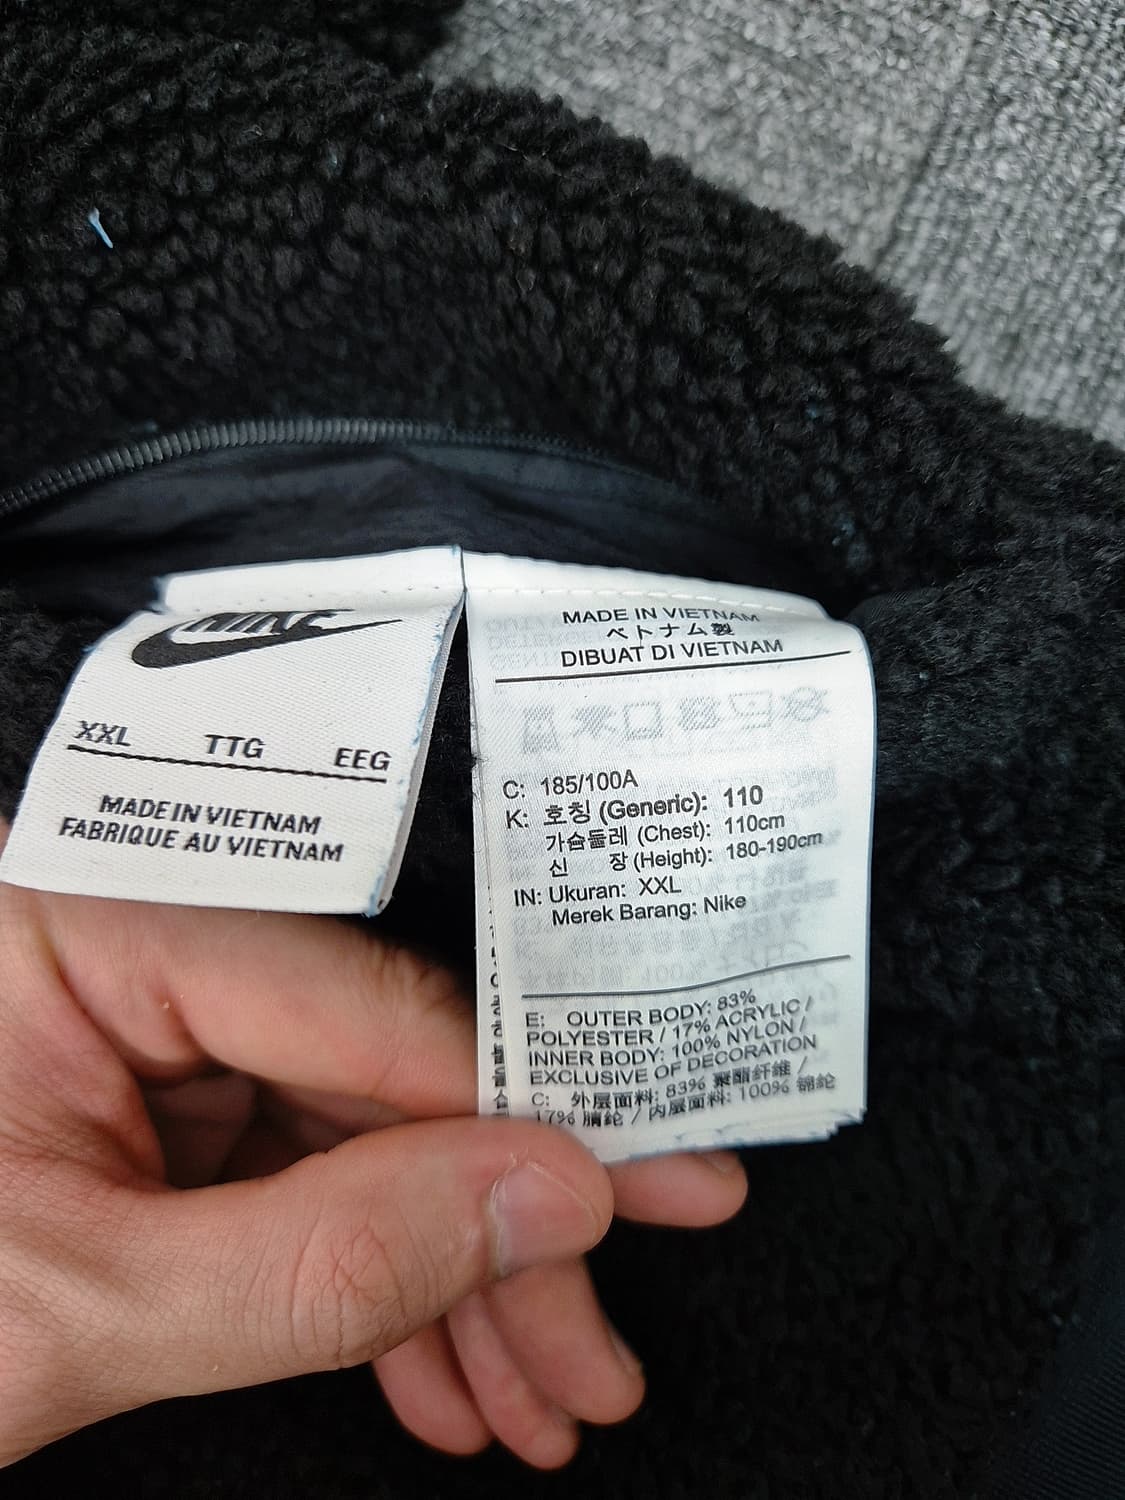 NIKE
XXL TTG EEG
MADE IN VIETNAM
FABRIQUE AU VIETNAM
MADE IN VIETNAM
ベトナム製
DIBUAT DI VIETNAM
C: 185/100A
K: 호칭 (Generic): 110
가슴둘레 (Chest): 110cm
신 장 (Height): 180-190cm
IN: Ukuran: XXL
Merek Barang: Nike
E: OUTER BODY: 83%
POLYESTER / 17% ACRYLIC /
INNER BODY: 100% NYLON /
EXCLUSIVE OF DECORATION
C: 外层面料: 83% 聚酯纤维 /
17% 腈纶 / 内层面料: 100% 锦纶